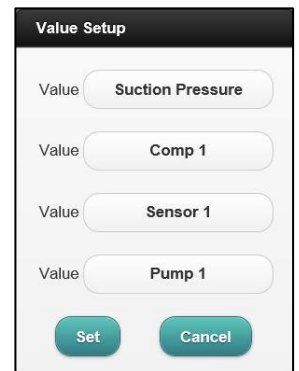 Value Setup
Value Suction Pressure
Value Comp 1
Value Sensor 1
Value Pump 1
Set Cancel